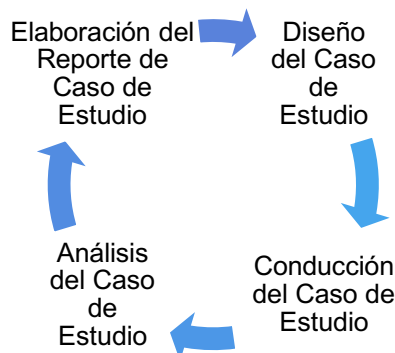 Elaboración del
Reporte de
Caso de
Estudio
Diseño
del Caso
de
Estudio
Conducción
del Caso de
Estudio
Análisis
del Caso
de
Estudio